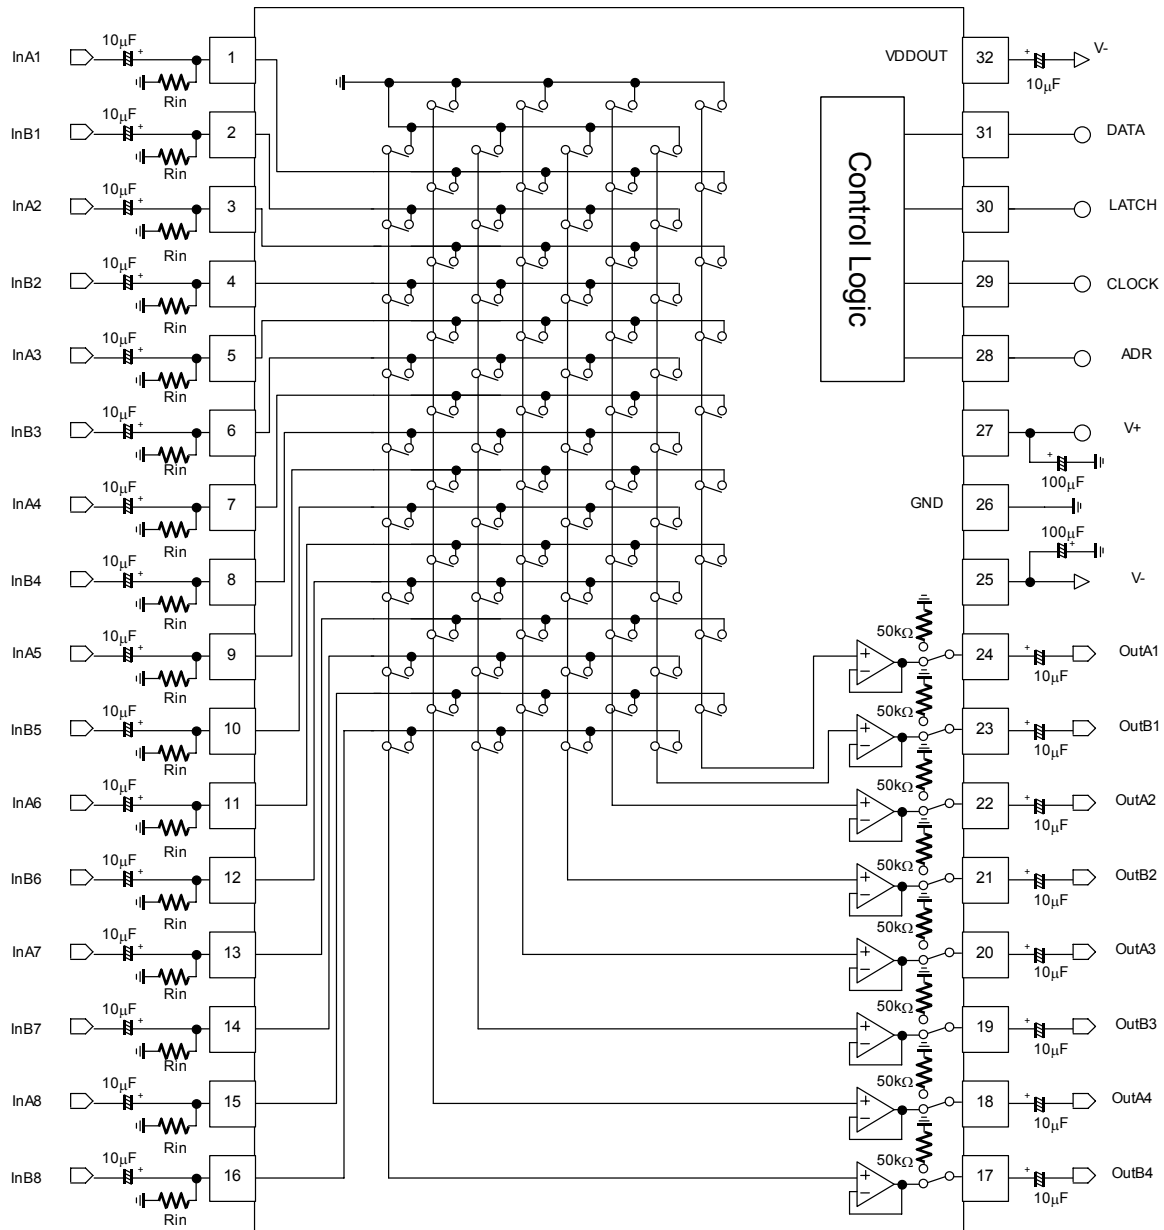 InA1
10μF
+
Rin
1
InB1
10μF
+
Rin
2
InA2
10μF
+
Rin
3
InB2
10μF
+
Rin
4
InA3
10μF
+
Rin
5
InB3
10μF
+
Rin
6
InA4
10μF
+
Rin
7
InB4
10μF
+
Rin
8
InA5
10μF
+
Rin
9
InB5
10μF
+
Rin
10
InA6
10μF
+
Rin
11
InB6
10μF
+
Rin
12
InA7
10μF
+
Rin
13
InB7
10μF
+
Rin
14
InA8
10μF
+
Rin
15
InB8
10μF
+
Rin
16
Control Logic
VDDOUT
32
+
10μF
V-
31
DATA
30
LATCH
29
CLOCK
28
ADR
27
V+
+
100μF
GND
26
100μF
+
25
V-
50kΩ
+
−
24
+
10μF
OutA1
50kΩ
+
−
23
+
10μF
OutB1
50kΩ
+
−
22
+
10μF
OutA2
50kΩ
+
−
21
+
10μF
OutB2
50kΩ
+
−
20
+
10μF
OutA3
50kΩ
+
−
19
+
10μF
OutB3
50kΩ
+
−
18
+
10μF
OutA4
50kΩ
+
−
17
+
10μF
OutB4